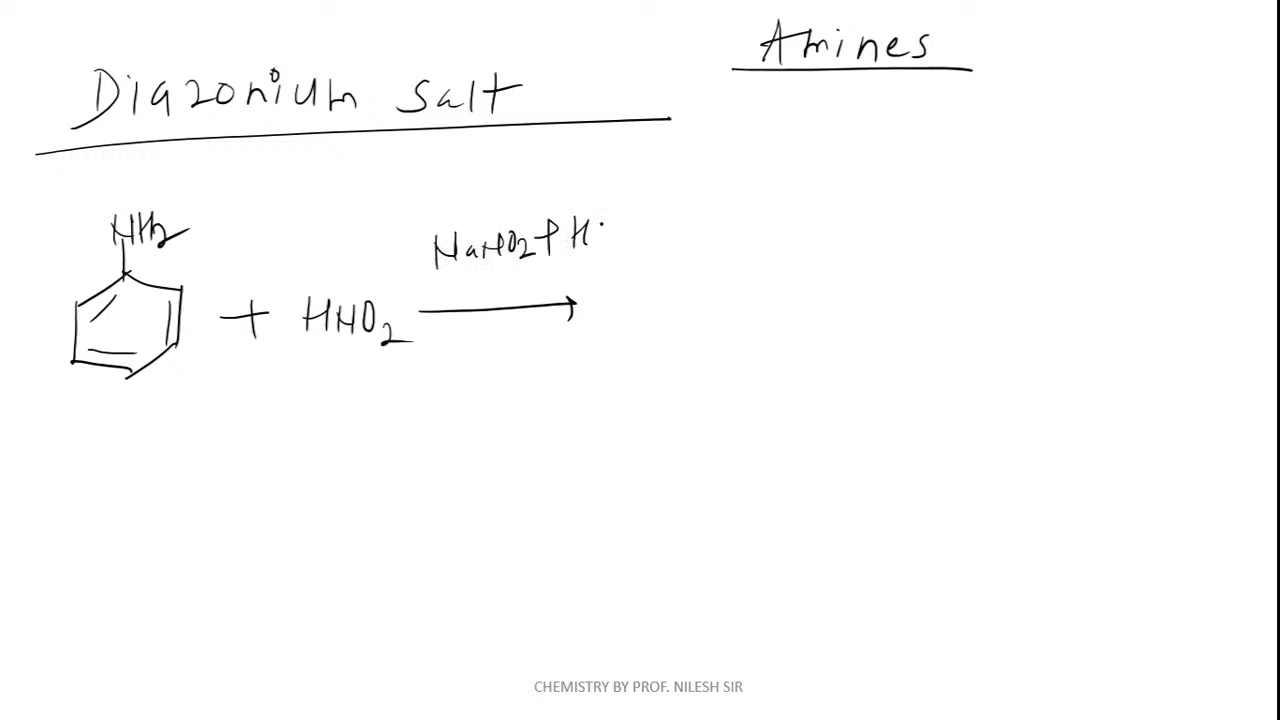 Amines
Diazonium salt
NH2
NaNO2 + H
+ HNO2
CHEMISTRY BY PROF. NILESH SIR